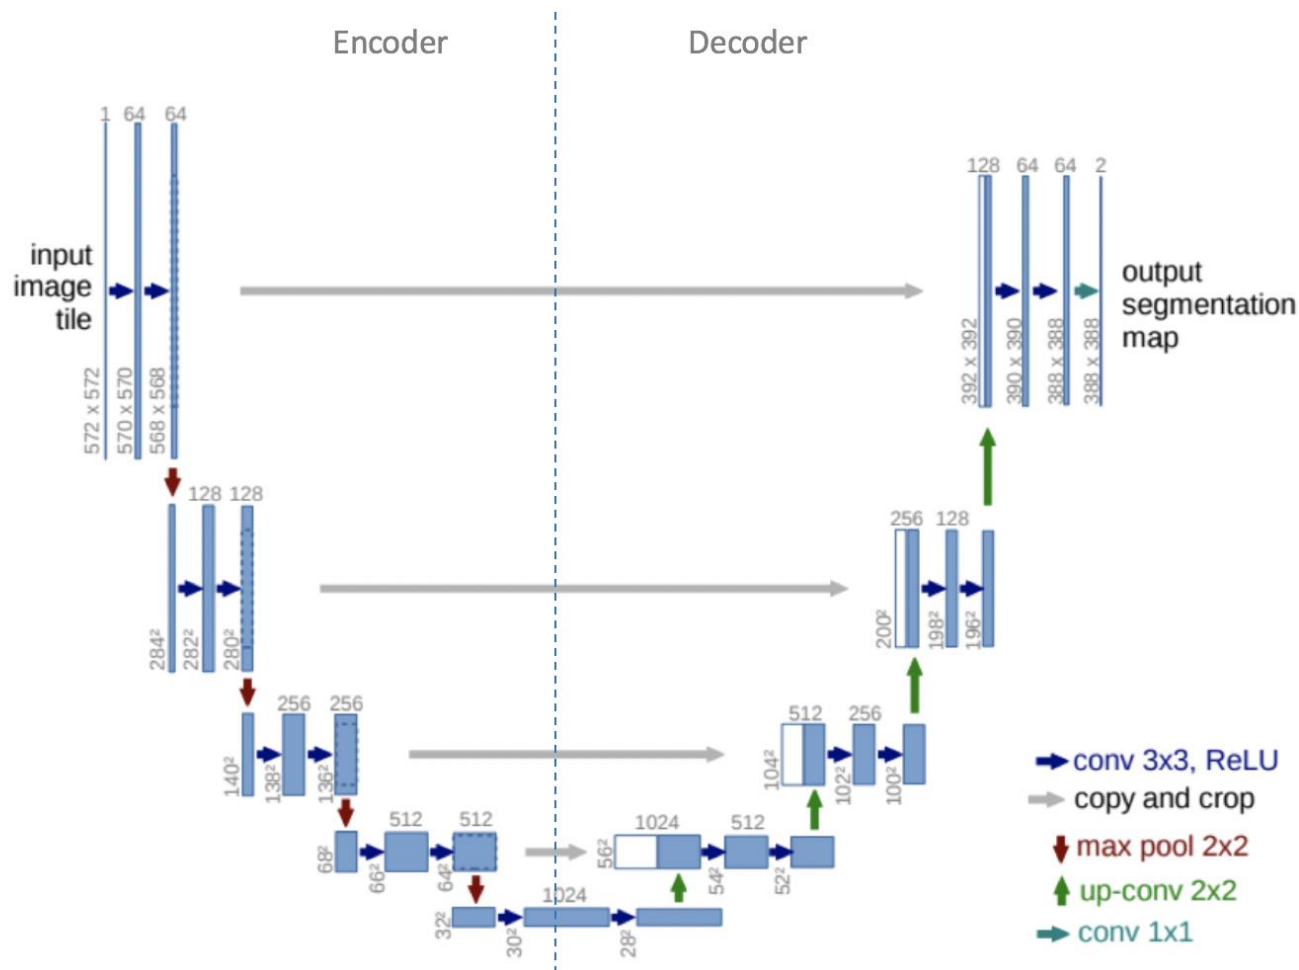 Encoder
Decoder
1 64 64
input
image
tile
572 x 572
570 x 570
568 x 568
128 64 64 2
392 x 392
390 x 390
388 x 388
388 x 388
output
segmentation
map
128 128
284²
282²
280²
256 128
200²
198²
196²
256 256
140²
138²
136²
512 256
104²
102²
100²
512 512
68²
66²
64²
1024 512
56²
54²
52²
1024
32²
30²
28²
conv 3x3, ReLU
copy and crop
max pool 2x2
up-conv 2x2
conv 1x1